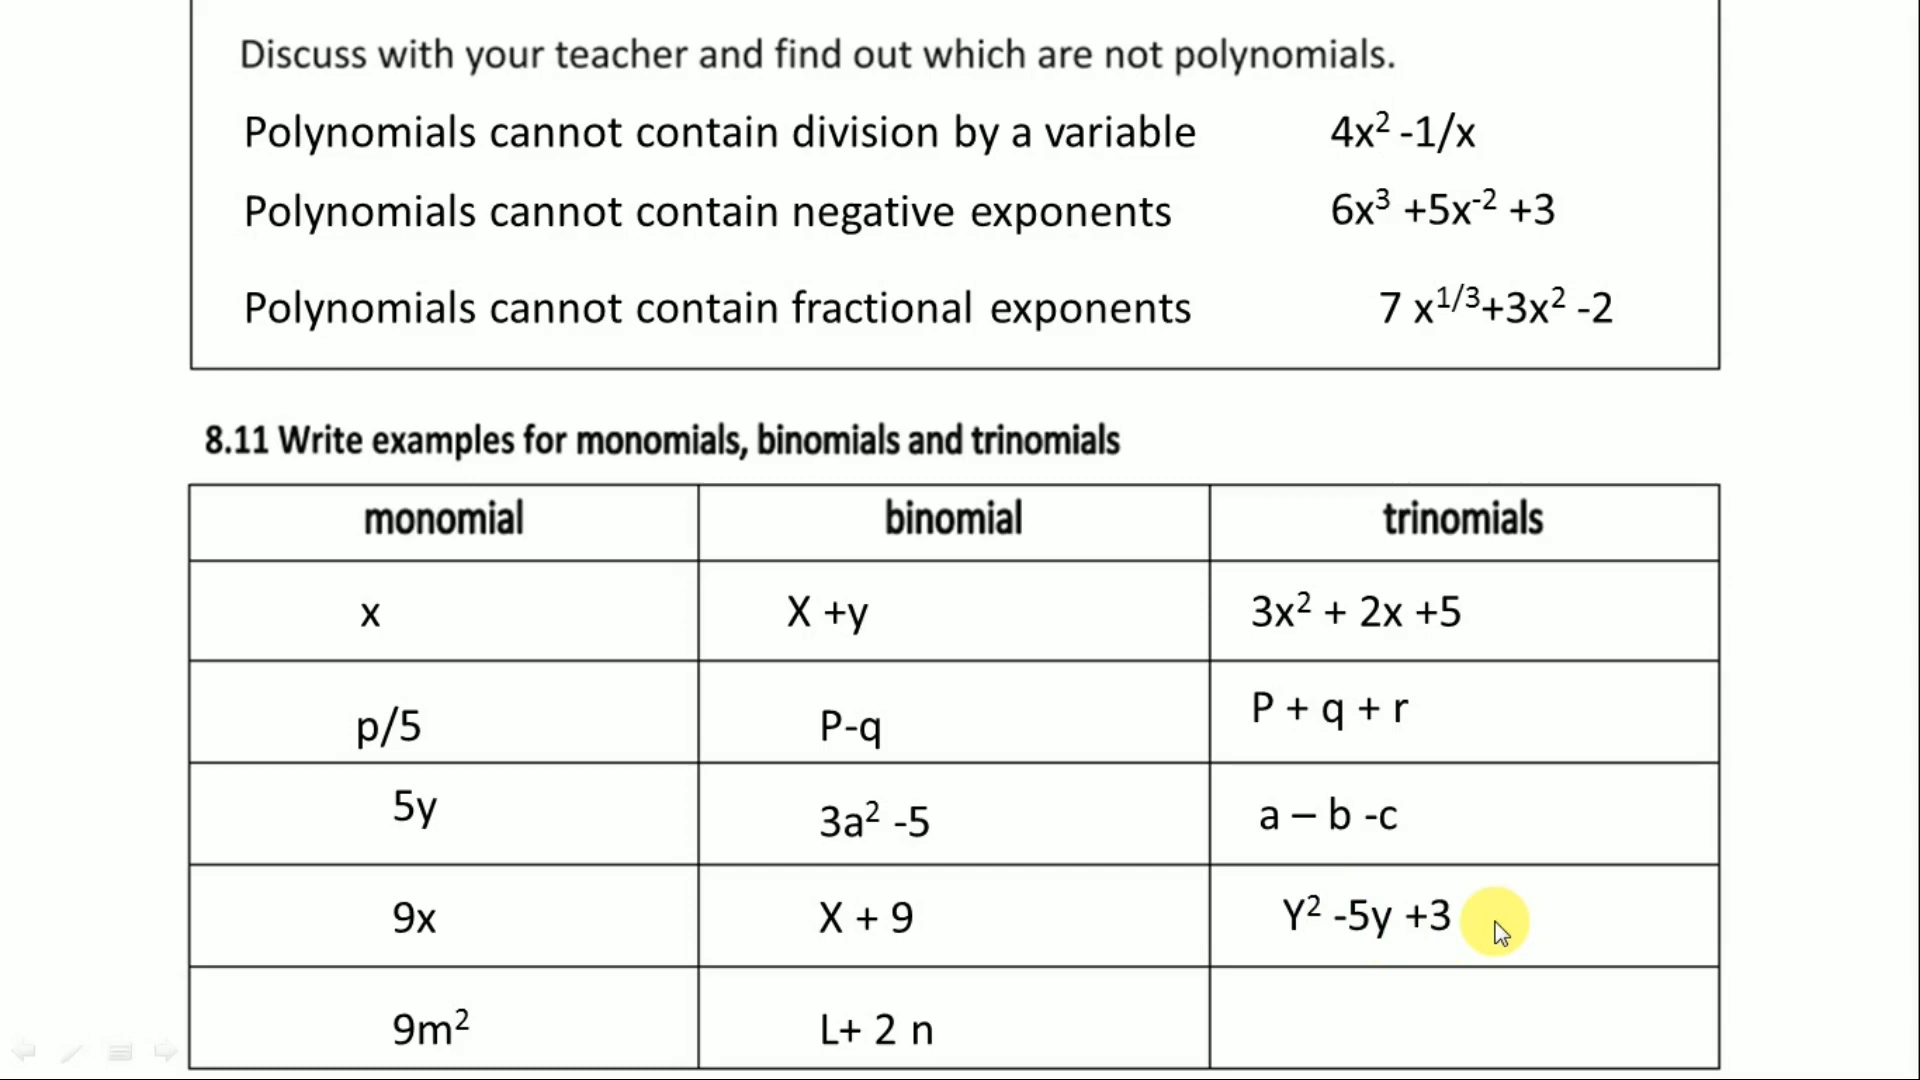 Discuss with your teacher and find out which are not polynomials.
Polynomials cannot contain division by a variable 4x² -1/x
Polynomials cannot contain negative exponents 6x³ +5x⁻² +3
Polynomials cannot contain fractional exponents 7 x¹ᐟ³+3x² -2
8.11 Write examples for monomials, binomials and trinomials
monomial binomial trinomials
x X +y 3x² + 2x +5
p/5 P-q P + q + r
5y 3a² -5 a – b -c
9x X + 9 Y² -5y +3
9m² L+ 2 n